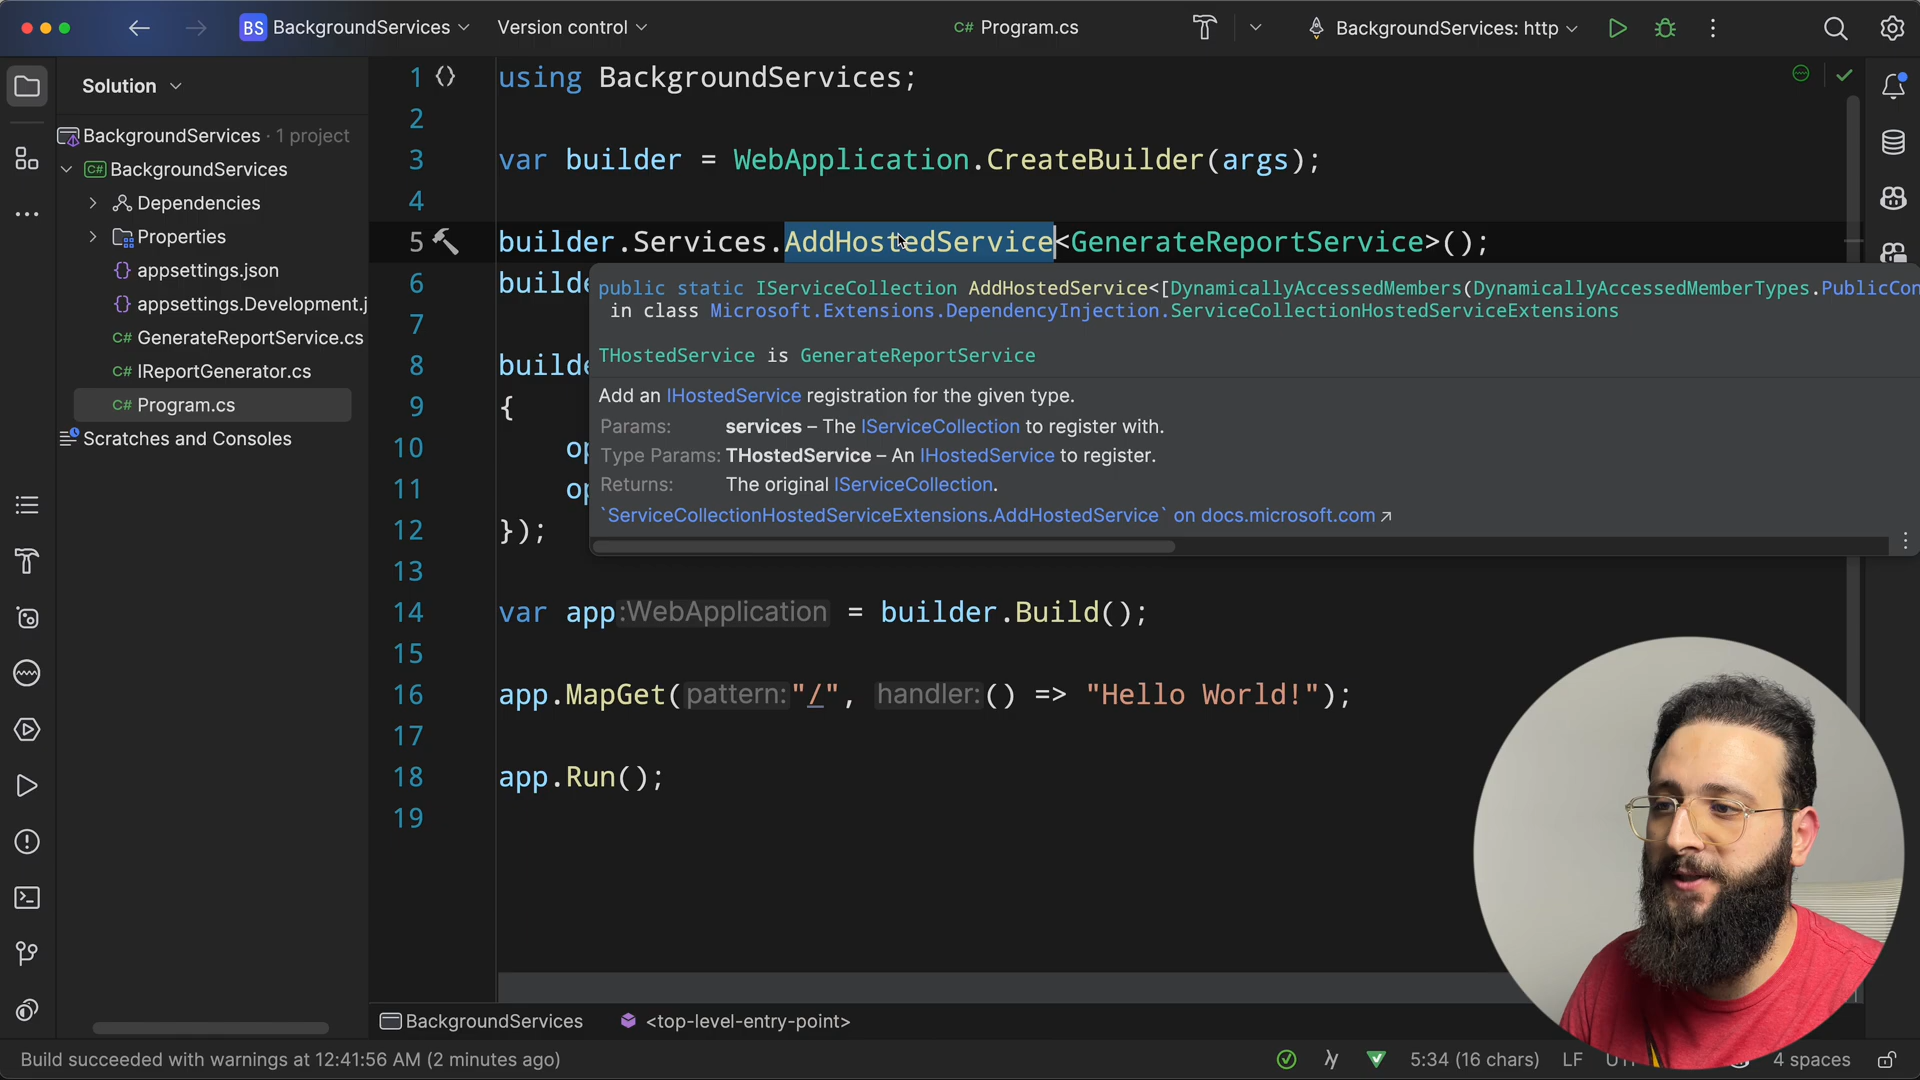 BS BackgroundServices Version control C# Program.cs BackgroundServices: http
Solution
BackgroundServices · 1 project
C# BackgroundServices
Dependencies
Properties
{} appsettings.json
{} appsettings.Development.j
C# GenerateReportService.cs
C# IReportGenerator.cs
C# Program.cs
Scratches and Consoles
1 {} using BackgroundServices;
2
3 var builder = WebApplication.CreateBuilder(args);
4
5 builder.Services.AddHostedService<GenerateReportService>();
6 builde
7
8 builde
9 {
10 op
11 op
12 });
13
14 var app:WebApplication = builder.Build();
15
16 app.MapGet(pattern:"/", handler:() => "Hello World!");
17
18 app.Run();
19
public static IServiceCollection AddHostedService<[DynamicallyAccessedMembers(DynamicallyAccessedMemberTypes.PublicCon
in class Microsoft.Extensions.DependencyInjection.ServiceCollectionHostedServiceExtensions
THostedService is GenerateReportService
Add an IHostedService registration for the given type.
Params: services – The IServiceCollection to register with.
Type Params: THostedService – An IHostedService to register.
Returns: The original IServiceCollection.
`ServiceCollectionHostedServiceExtensions.AddHostedService` on docs.microsoft.com ↗
BackgroundServices <top-level-entry-point>
Build succeeded with warnings at 12:41:56 AM (2 minutes ago) 5:34 (16 chars) LF 4 spaces